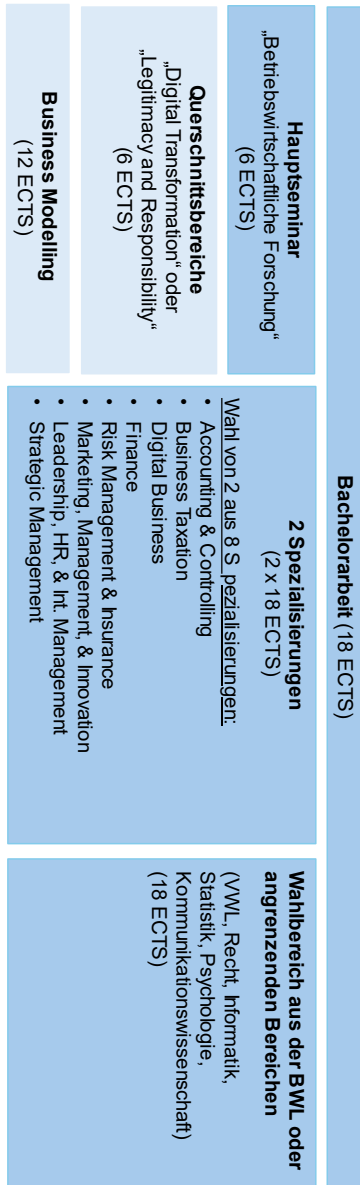 Bachelorarbeit (18 ECTS)
Hauptseminar
„Betriebswirtschaftliche Forschung“
(6 ECTS)
Querschnittsbereiche
„Digital Transformation“ oder
„Legitimacy and Responsibility“
(6 ECTS)
Business Modelling
(12 ECTS)
2 Spezialisierungen
(2 x 18 ECTS)
Wahl von 2 aus 8 S pezialisierungen:
• Accounting & Controlling
• Business Taxation
• Digital Business
• Finance
• Risk Management & Insurance
• Marketing, Management, & Innovation
• Leadership, HR, & Int. Management
• Strategic Management
Wahlbereich aus der BWL oder
angrenzenden Bereichen
(VWL, Recht, Informatik,
Statistik, Psychologie,
Kommunikationswissenschaft)
(18 ECTS)